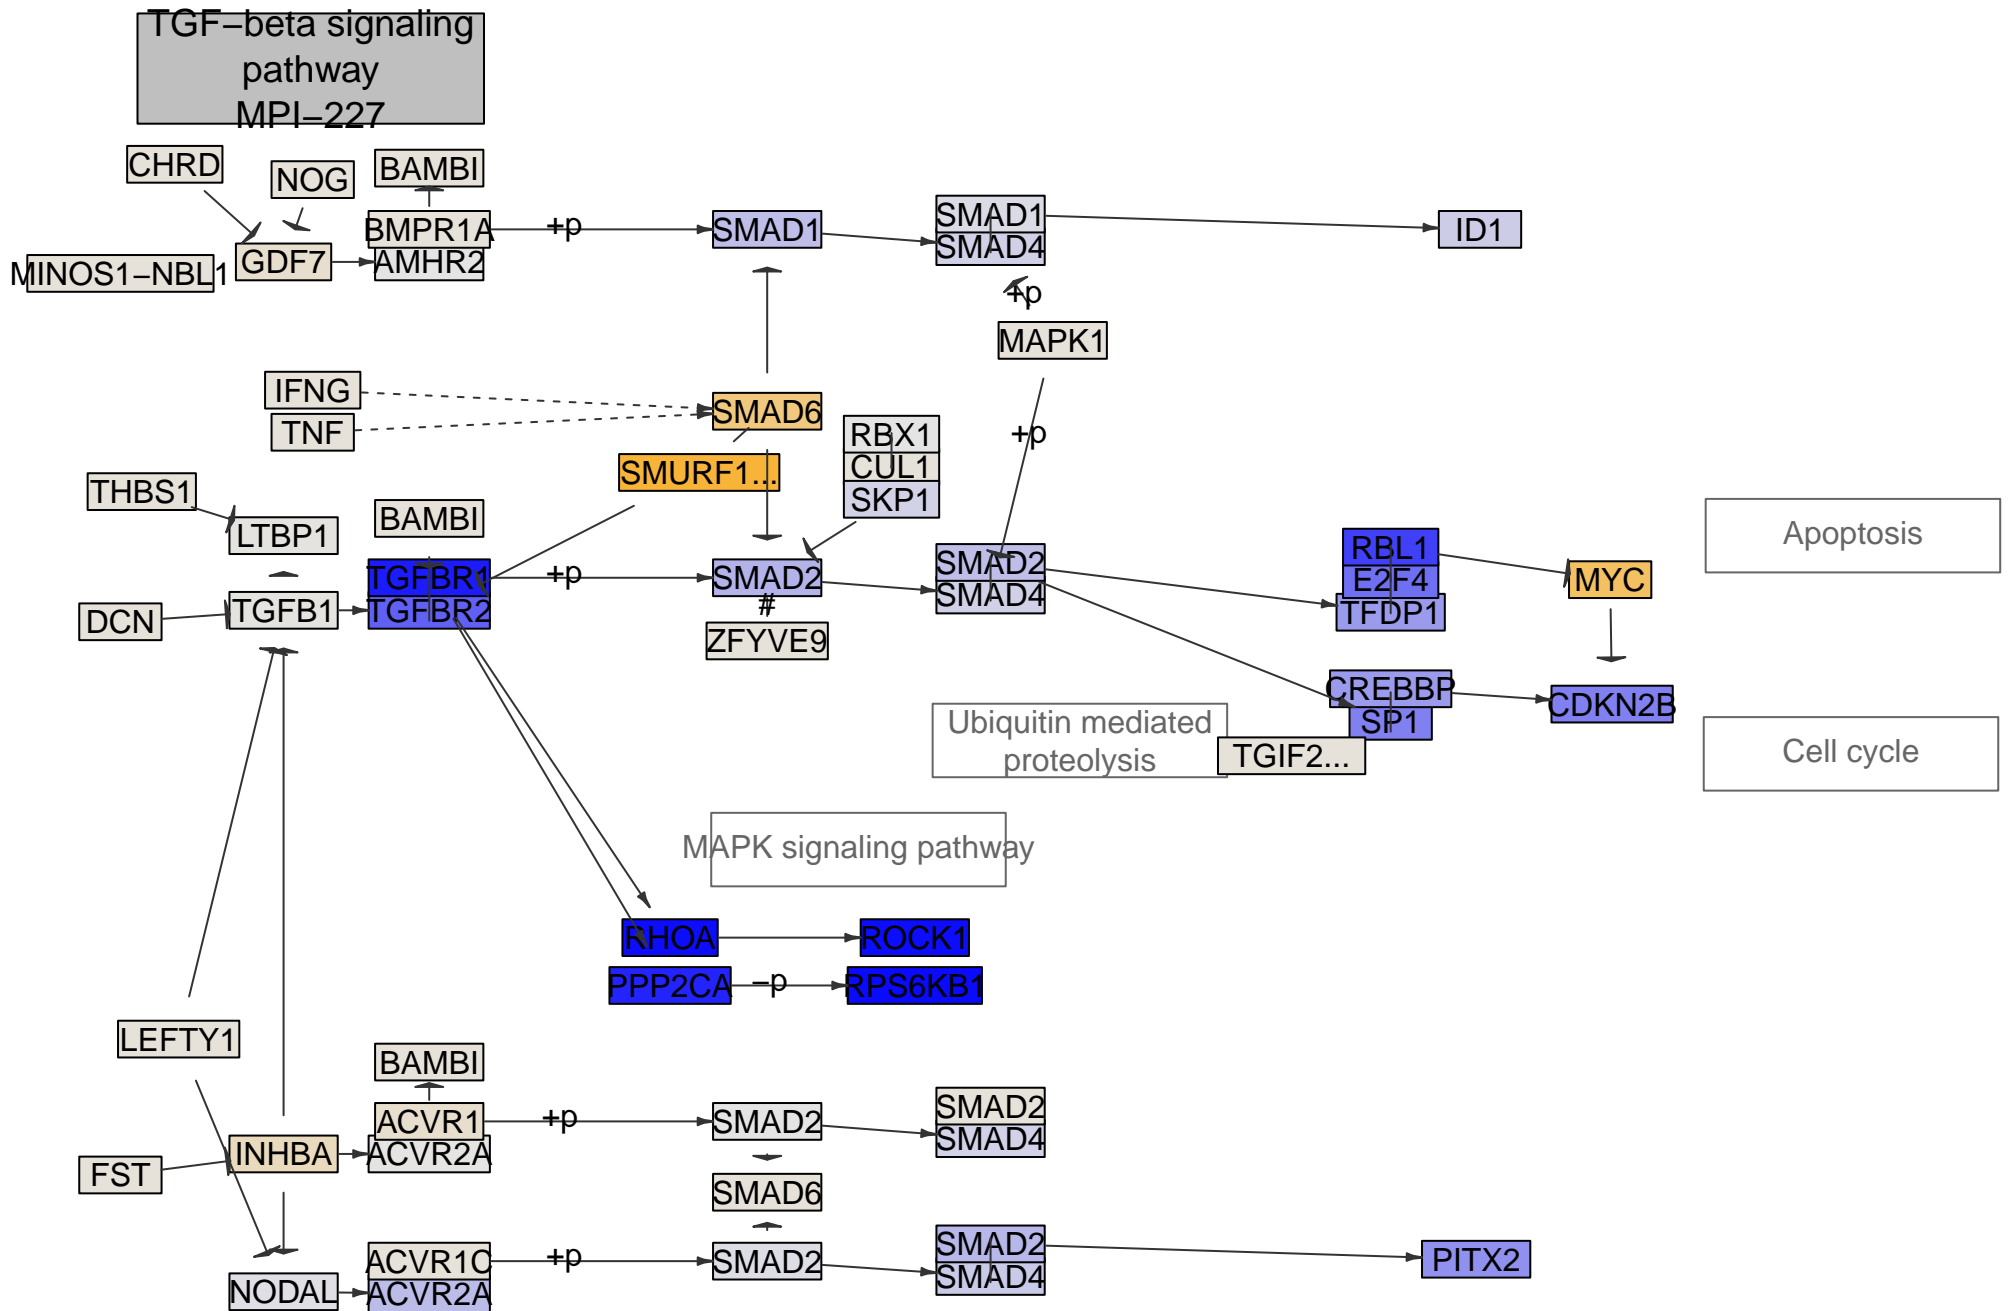 TGF−beta signaling
pathway
MPI−227
CHRD
NOG
BAMBI
BMPR1A
+p
SMAD1
SMAD1
SMAD4
ID1
MINOS1−NBL1
GDF7
AMHR2
+p
MAPK1
IFNG
TNF
SMAD6
RBX1
CUL1
SKP1
+p
SMURF1...
THBS1
LTBP1
BAMBI
TGFBR1
TGFBR2
+p
SMAD2
#
ZFYVE9
SMAD2
SMAD4
RBL1
E2F4
TFDP1
MYC
Apoptosis
DCN
TGFB1
CREBBP
SP1
CDKN2B
Ubiquitin mediated
proteolysis
TGIF2...
Cell cycle
MAPK signaling pathway
RHOA
ROCK1
PPP2CA
−p
RPS6KB1
LEFTY1
BAMBI
ACVR1
ACVR2A
+p
SMAD2
SMAD2
SMAD4
INHBA
FST
SMAD6
ACVR1C
ACVR2A
+p
SMAD2
SMAD2
SMAD4
PITX2
NODAL